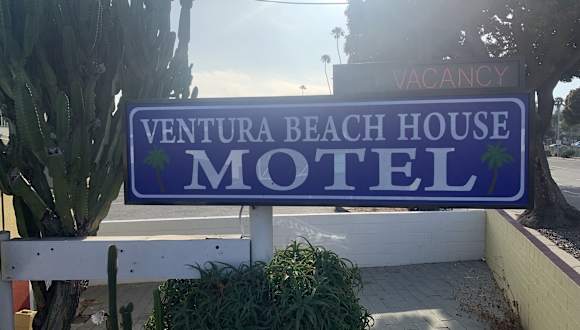 VACANCY
VENTURA BEACH HOUSE
MOTEL